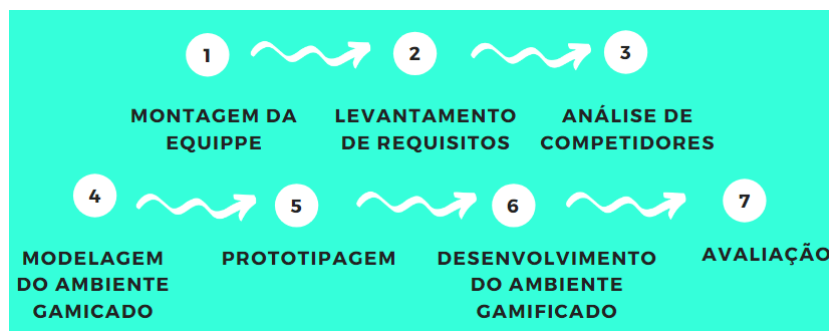 1
2
3
MONTAGEM DA
EQUIPPE
LEVANTAMENTO
DE REQUISITOS
ANÁLISE DE
COMPETIDORES
4
5
6
7
MODELAGEM
DO AMBIENTE
GAMICADO
PROTOTIPAGEM
DESENVOLVIMENTO
DO AMBIENTE
GAMIFICADO
AVALIAÇÃO